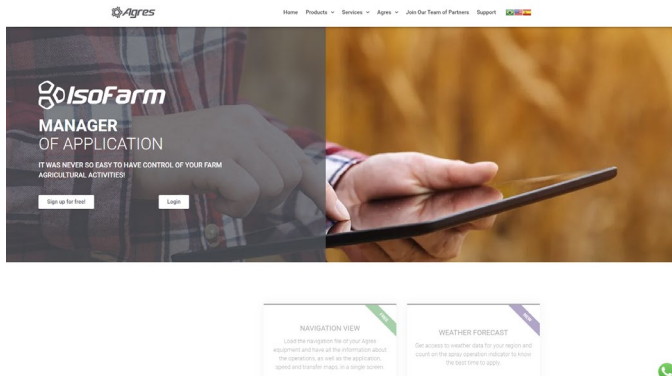 Agres
Home Products Services Agres Join Our Team of Partners Support
IsoFarm
MANAGER
OF APPLICATION
IT WAS NEVER SO EASY TO HAVE CONTROL OF YOUR FARM
AGRICULTURAL ACTIVITIES!
Sign up for free! Login
FREE
NAVIGATION VIEW
Load the navigation file of your Agres
equipment and have all the information about
the operations, as well as the application,
speed and transfer maps, in a single screen.
NEW
WEATHER FORECAST
Get access to weather data for your region and
count on the spray operation indicator to know
the best time to apply.